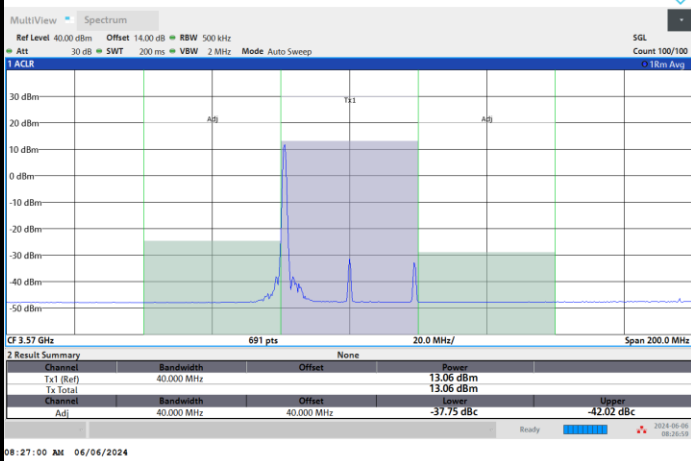 MultiView Spectrum
Ref Level 40.00 dBm Offset 14.00 dB RBW 500 kHz SGL
Att 30 dB SWT 200 ms VBW 2 MHz Mode Auto Sweep Count 100/100
1 ACLR 1Rm Avg
30 dBm
Tx1
20 dBm
Adj Adj
10 dBm
0 dBm
-10 dBm
-20 dBm
-30 dBm
-40 dBm
-50 dBm
CF 3.57 GHz 691 pts 20.0 MHz/ Span 200.0 MHz
2 Result Summary None
Channel Bandwidth Offset Power
Tx1 (Ref) 40.000 MHz 13.06 dBm
Tx Total 13.06 dBm
Channel Bandwidth Offset Lower Upper
Adj 40.000 MHz 40.000 MHz -37.75 dBc -42.02 dBc
Ready 2024-06-06
08:26:59
08:27:00 AM 06/06/2024